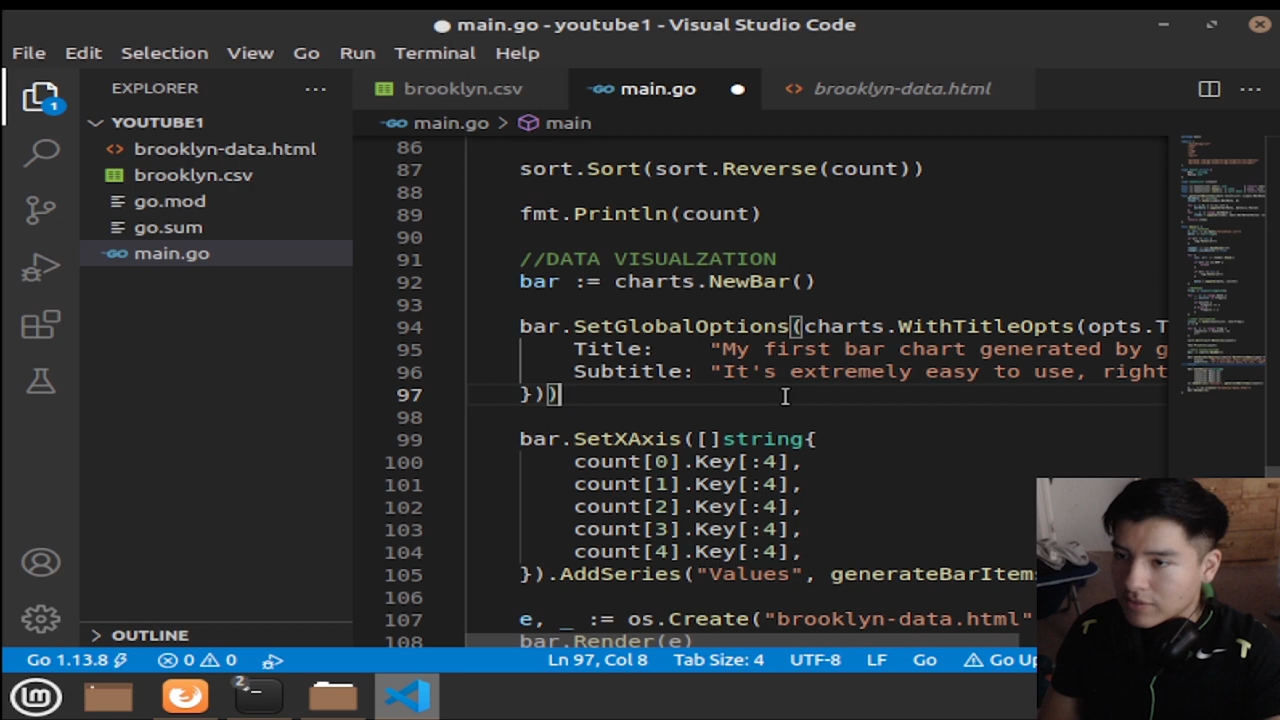 main.go - youtube1 - Visual Studio Code
File Edit Selection View Go Run Terminal Help
EXPLORER
brooklyn.csv main.go brooklyn-data.html
YOUTUBE1
main.go > main
brooklyn-data.html
brooklyn.csv
go.mod
go.sum
main.go
OUTLINE
86
87 sort.Sort(sort.Reverse(count))
88
89 fmt.Println(count)
90
91 //DATA VISUALZATION
92 bar := charts.NewBar()
93
94 bar.SetGlobalOptions(charts.WithTitleOpts(opts.T
95 Title: "My first bar chart generated by g
96 Subtitle: "It's extremely easy to use, right
97 }))
98
99 bar.SetXAxis([]string{
100 count[0].Key[:4],
101 count[1].Key[:4],
102 count[2].Key[:4],
103 count[3].Key[:4],
104 count[4].Key[:4],
105 }).AddSeries("Values", generateBarItems
106
107 e, _ := os.Create("brooklyn-data.html"
108 bar.Render(e)
1
Go 1.13.8 0 0 Ln 97, Col 8 Tab Size: 4 UTF-8 LF Go Go Up
2